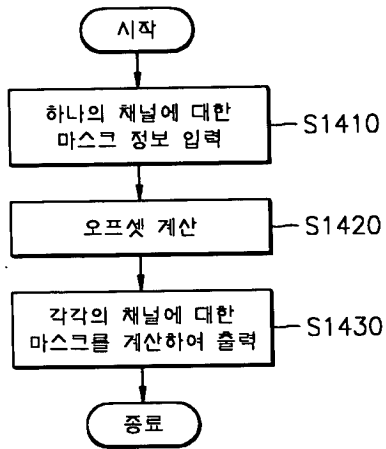 시작
하나의 채널에 대한
마스크 정보 입력
S1410
오프셋 계산
S1420
각각의 채널에 대한
마스크를 계산하여 출력
S1430
종료